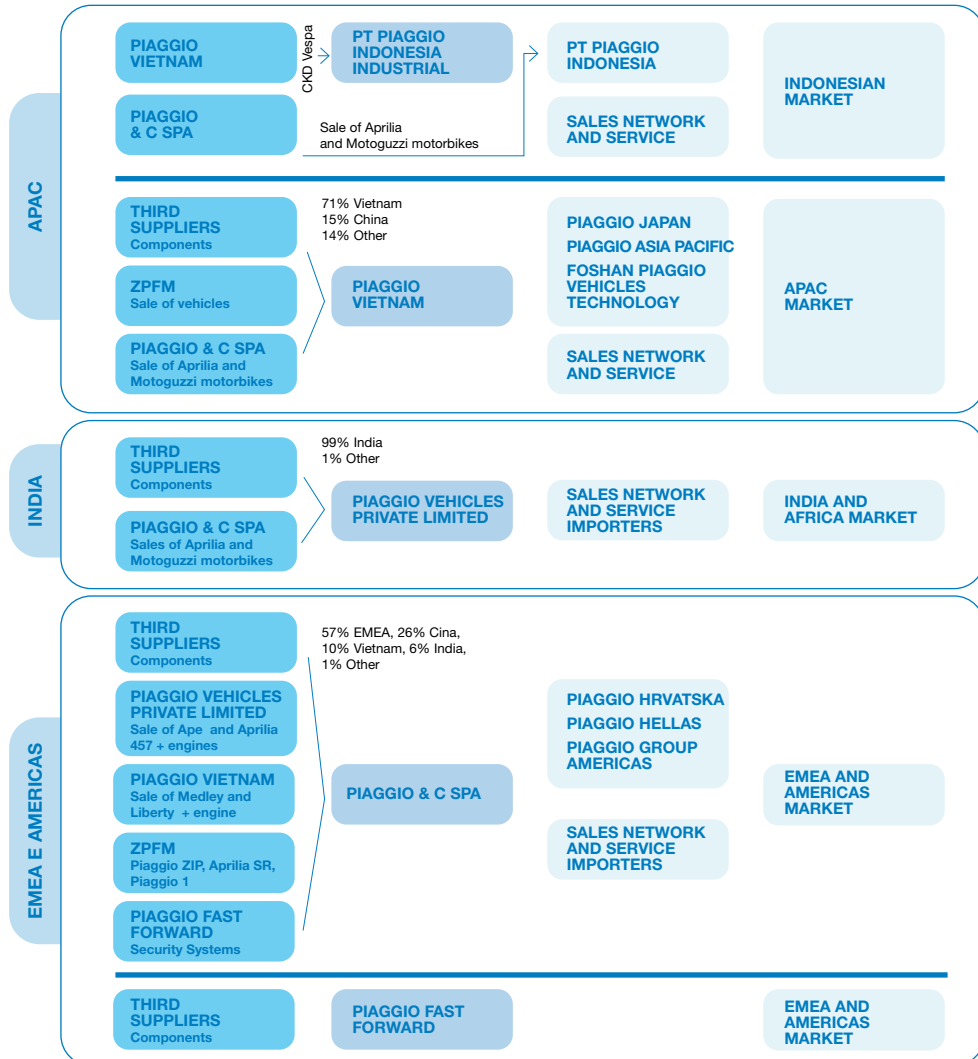 APAC
PIAGGIO
VIETNAM
CKD Vespa
PT PIAGGIO
INDONESIA
INDUSTRIAL
PT PIAGGIO
INDONESIA
INDONESIAN
MARKET
PIAGGIO
& C SPA
Sale of Aprilia
and Motoguzzi motorbikes
SALES NETWORK
AND SERVICE
THIRD
SUPPLIERS
Components
71% Vietnam
15% China
14% Other
ZPFM
Sale of vehicles
PIAGGIO & C SPA
Sale of Aprilia and
Motoguzzi motorbikes
PIAGGIO
VIETNAM
PIAGGIO JAPAN
PIAGGIO ASIA PACIFIC
FOSHAN PIAGGIO
VEHICLES
TECHNOLOGY
SALES NETWORK
AND SERVICE
APAC
MARKET
INDIA
THIRD
SUPPLIERS
Components
99% India
1% Other
PIAGGIO & C SPA
Sales of Aprilia and
Motoguzzi motorbikes
PIAGGIO VEHICLES
PRIVATE LIMITED
SALES NETWORK
AND SERVICE
IMPORTERS
INDIA AND
AFRICA MARKET
EMEA E AMERICAS
THIRD
SUPPLIERS
Components
57% EMEA, 26% Cina,
10% Vietnam, 6% India,
1% Other
PIAGGIO VEHICLES
PRIVATE LIMITED
Sale of Ape and Aprilia
457 + engines
PIAGGIO VIETNAM
Sale of Medley and
Liberty + engine
ZPFM
Piaggio ZIP, Aprilia SR,
Piaggio 1
PIAGGIO FAST
FORWARD
Security Systems
PIAGGIO & C SPA
PIAGGIO HRVATSKA
PIAGGIO HELLAS
PIAGGIO GROUP
AMERICAS
SALES NETWORK
AND SERVICE
IMPORTERS
EMEA AND
AMERICAS
MARKET
THIRD
SUPPLIERS
Components
PIAGGIO FAST
FORWARD
EMEA AND
AMERICAS
MARKET